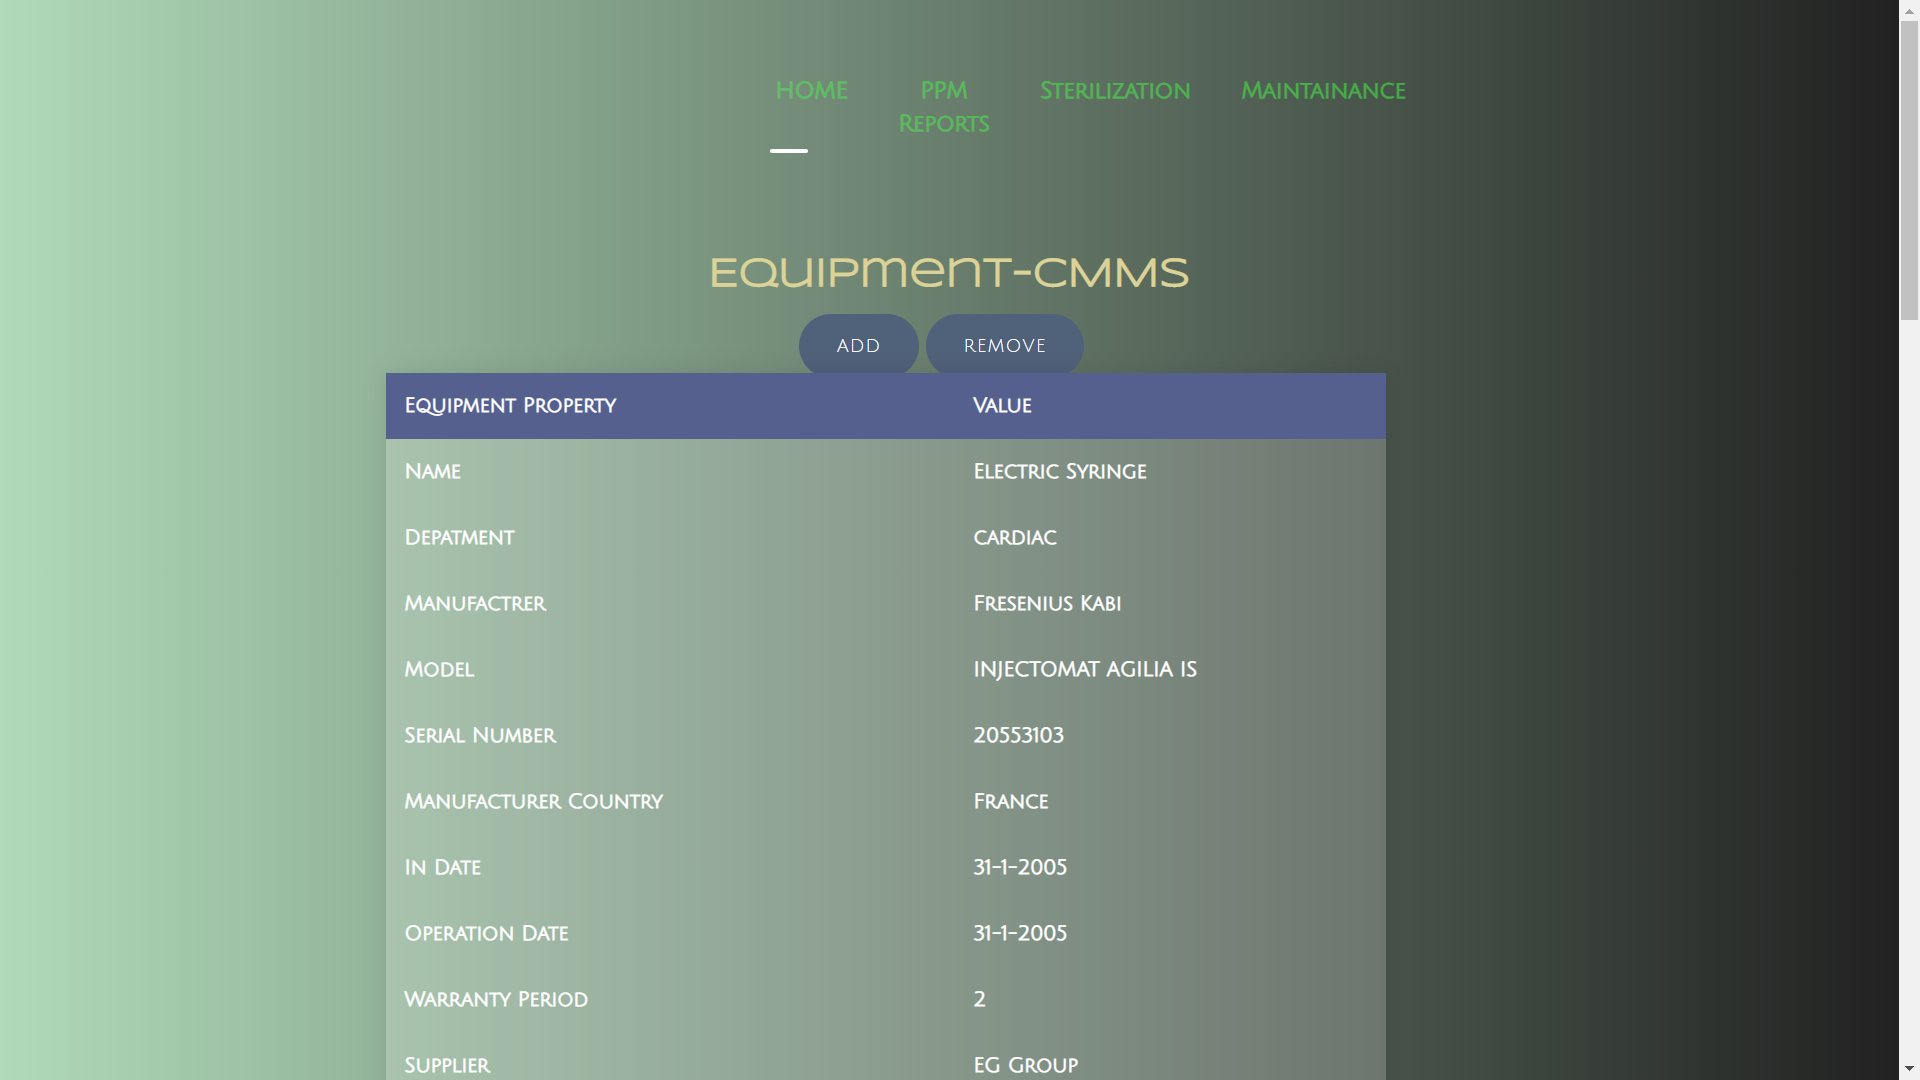 HOME PPM Sterilization Maintainance
Reports
Equipment-CMMS
ADD REMOVE
Equipment Property Value
Name Electric Syringe
Depatment cardiac
Manufactrer Fresenius Kabi
Model INJECTOMAT AGILIA IS
Serial Number 20553103
Manufacturer Country France
In Date 31-1-2005
Operation Date 31-1-2005
Warranty Period 2
Supplier EG Group